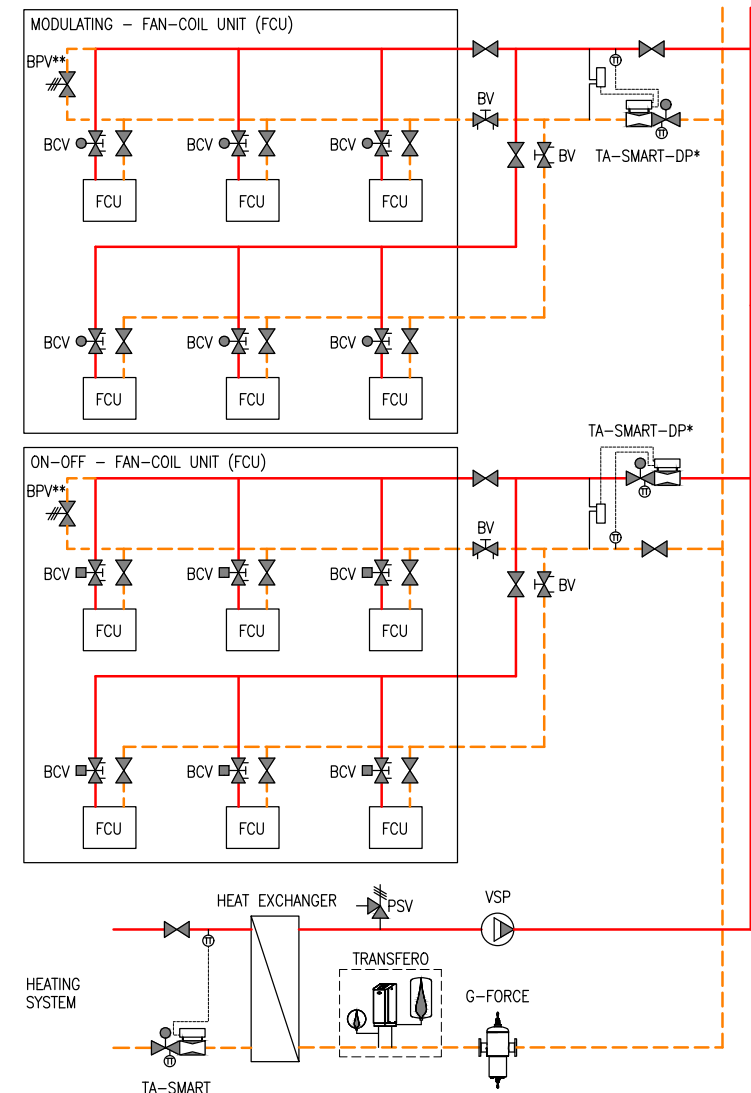 MODULATING - FAN-COIL UNIT (FCU)
BPV**
BV
BCV
BCV
BCV
BV
TA-SMART-DP*
FCU
FCU
FCU
BCV
BCV
BCV
FCU
FCU
FCU
TA-SMART-DP*
ON-OFF - FAN-COIL UNIT (FCU)
BPV**
BV
BCV
BCV
BCV
BV
FCU
FCU
FCU
BCV
BCV
BCV
FCU
FCU
FCU
HEAT EXCHANGER
PSV
VSP
TRANSFERO
HEATING
SYSTEM
G-FORCE
TA-SMART